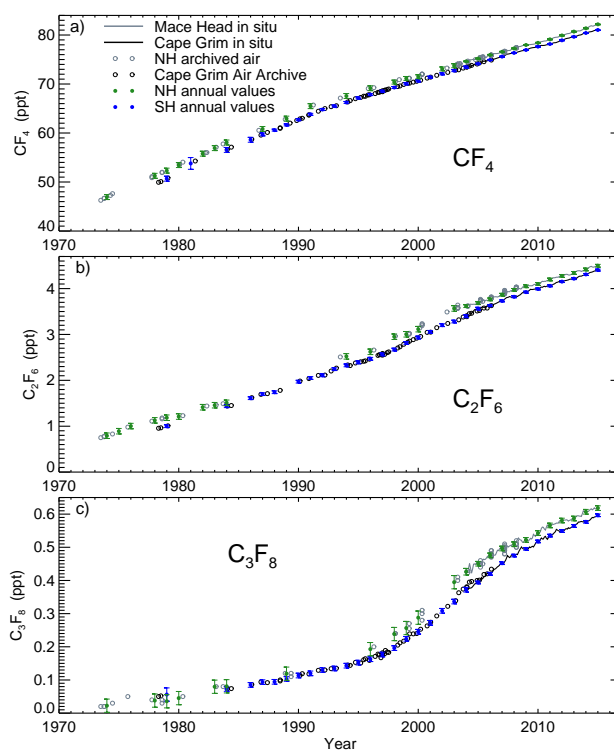 a)
Mace Head in situ
Cape Grim in situ
NH archived air
Cape Grim Air Archive
NH annual values
SH annual values
CF4 (ppt)
80
70
60
50
40
CF4
1970 1980 1990 2000 2010
b)
C2F6 (ppt)
4
3
2
1
0
C2F6
1970 1980 1990 2000 2010
c)
C3F8 (ppt)
0.6
0.5
0.4
0.3
0.2
0.1
0.0
C3F8
1970 1980 1990 2000 2010
Year